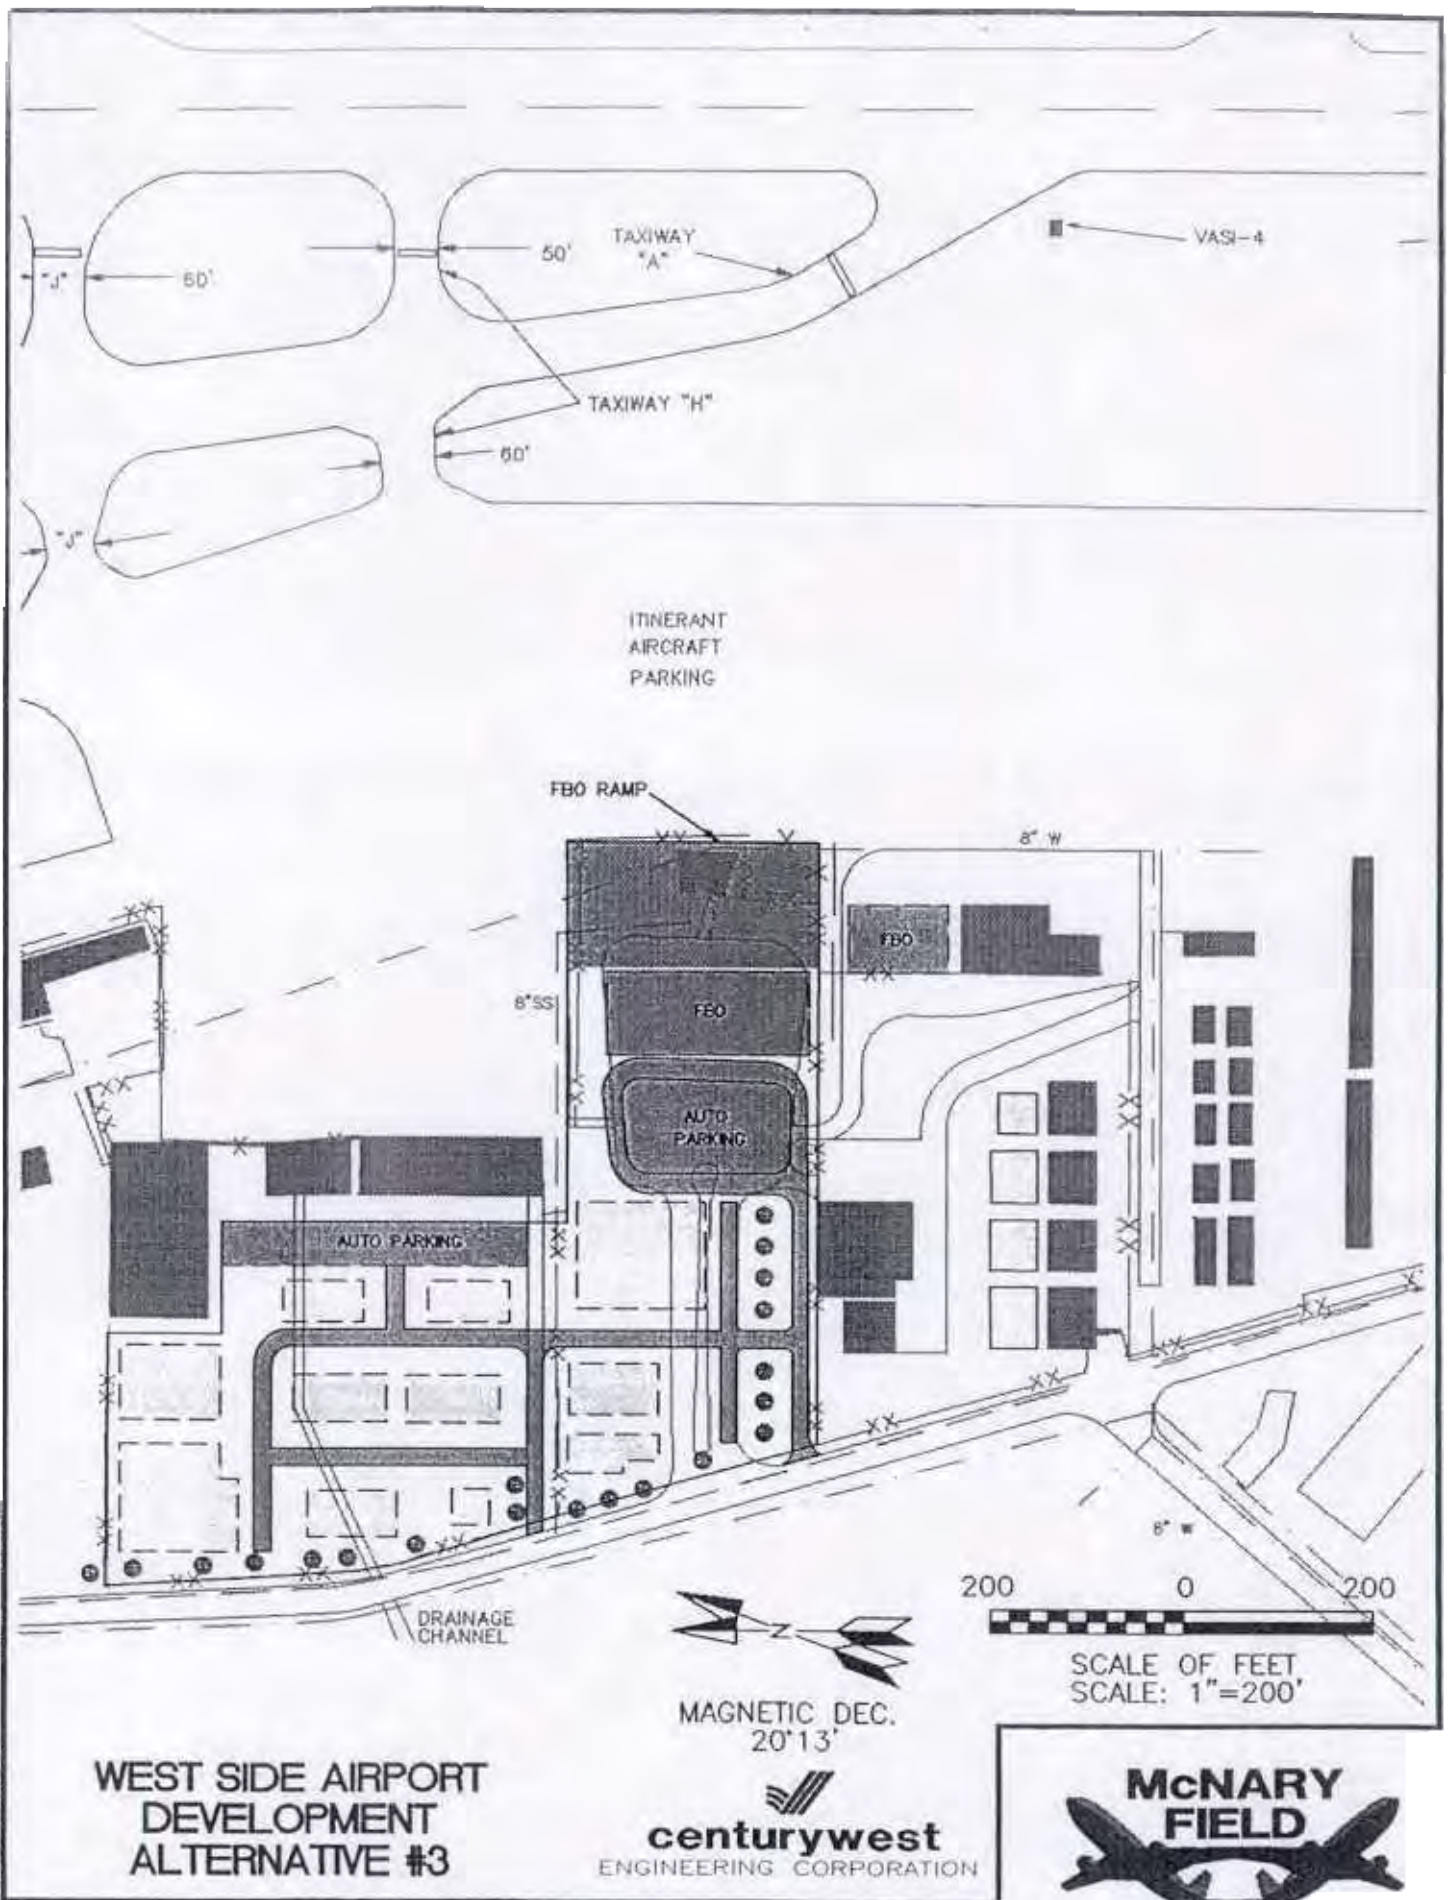 TAXIWAY
"A"
VASI-4
50'
"J"
60'
TAXIWAY "H"
60'
"J"
ITINERANT
AIRCRAFT
PARKING
FBO RAMP
8" W
FBO
8"SS
FBO
AUTO
PARKING
AUTO PARKING
8" W
DRAINAGE
CHANNEL
200 0 200
SCALE OF FEET
SCALE: 1"=200'
N
MAGNETIC DEC.
20°13'
WEST SIDE AIRPORT
DEVELOPMENT
ALTERNATIVE #3
centurywest
ENGINEERING CORPORATION
McNARY
FIELD